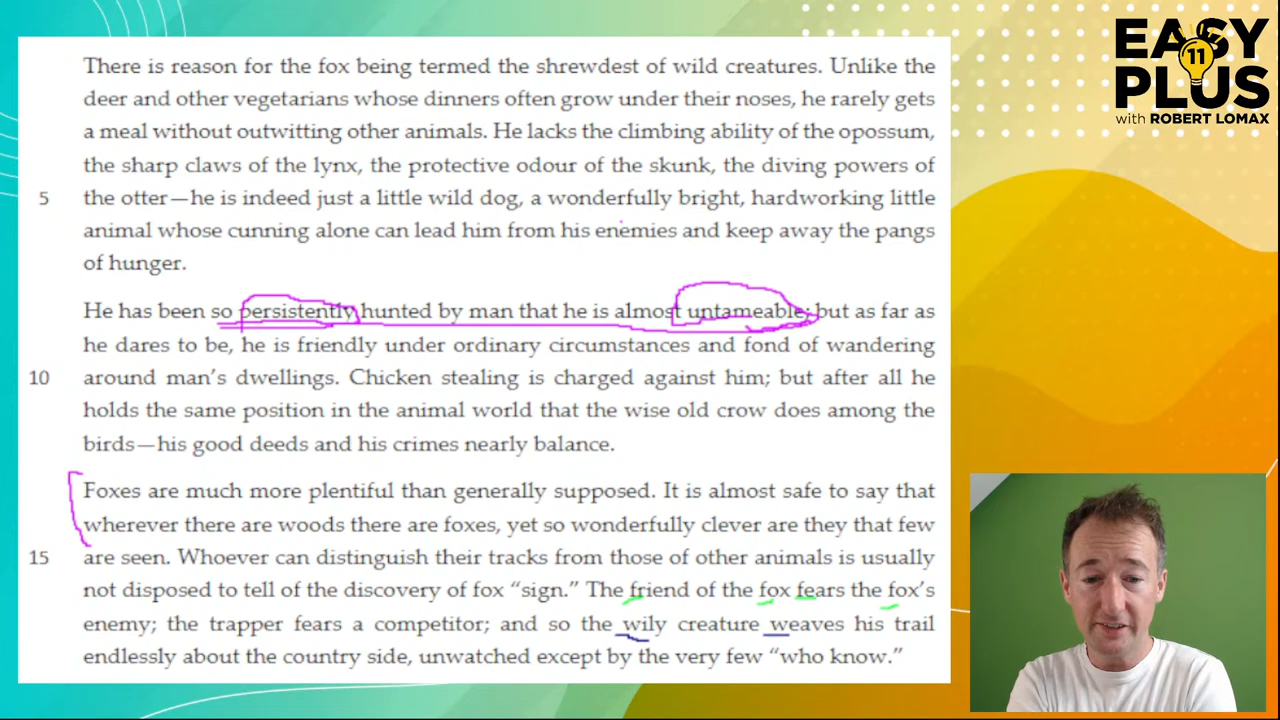 There is reason for the fox being termed the shrewdest of wild creatures. Unlike the
deer and other vegetarians whose dinners often grow under their noses, he rarely gets
a meal without outwitting other animals. He lacks the climbing ability of the opossum,
the sharp claws of the lynx, the protective odour of the skunk, the diving powers of
5 the otter—he is indeed just a little wild dog, a wonderfully bright, hardworking little
animal whose cunning alone can lead him from his enemies and keep away the pangs
of hunger.
He has been so persistently hunted by man that he is almost untameable; but as far as
he dares to be, he is friendly under ordinary circumstances and fond of wandering
10 around man's dwellings. Chicken stealing is charged against him; but after all he
holds the same position in the animal world that the wise old crow does among the
birds—his good deeds and his crimes nearly balance.
Foxes are much more plentiful than generally supposed. It is almost safe to say that
wherever there are woods there are foxes, yet so wonderfully clever are they that few
15 are seen. Whoever can distinguish their tracks from those of other animals is usually
not disposed to tell of the discovery of fox “sign.” The friend of the fox fears the fox's
enemy; the trapper fears a competitor; and so the wily creature weaves his trail
endlessly about the country side, unwatched except by the very few “who know.”
EASY
11
PLUS
with ROBERT LOMAX